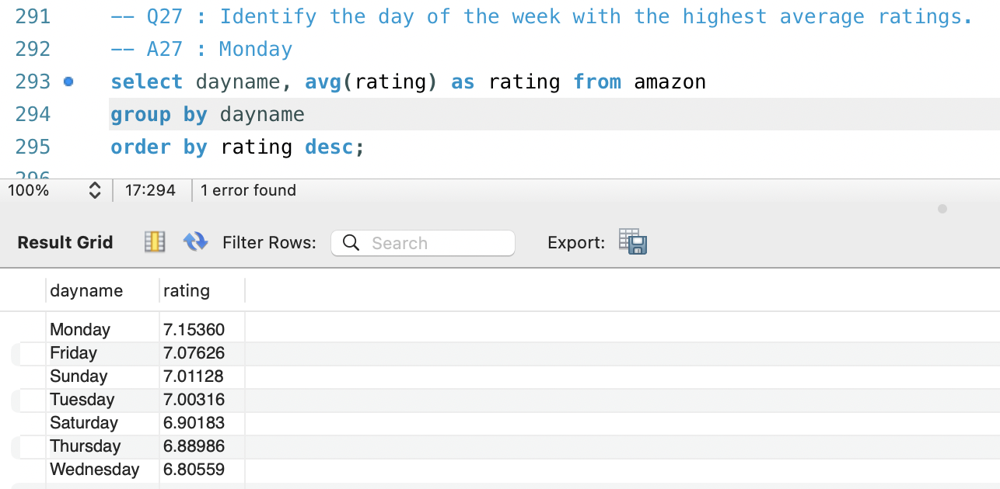 291 -- Q27 : Identify the day of the week with the highest average ratings.
292 -- A27 : Monday
293 select dayname, avg(rating) as rating from amazon
294 group by dayname
295 order by rating desc;
296
100% 17:294 1 error found
Result Grid Filter Rows: Search Export:
dayname rating
Monday 7.15360
Friday 7.07626
Sunday 7.01128
Tuesday 7.00316
Saturday 6.90183
Thursday 6.88986
Wednesday 6.80559